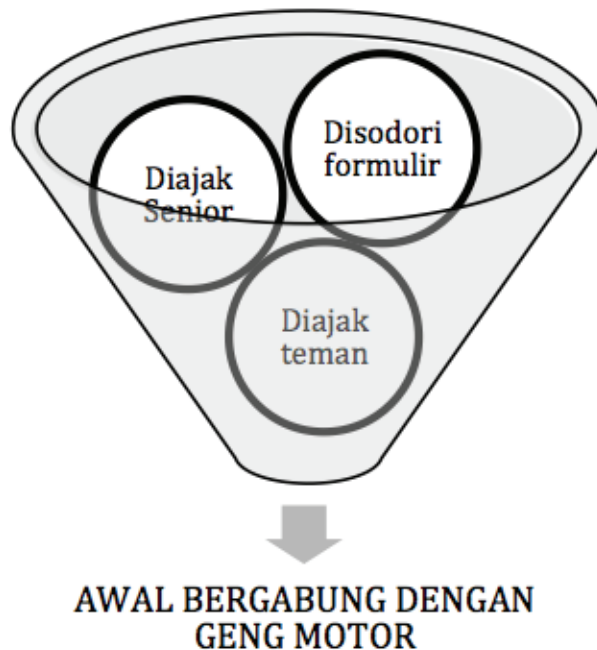 Disodori
formulir
Diajak
Senior
Diajak
teman
AWAL BERGABUNG DENGAN
GENG MOTOR